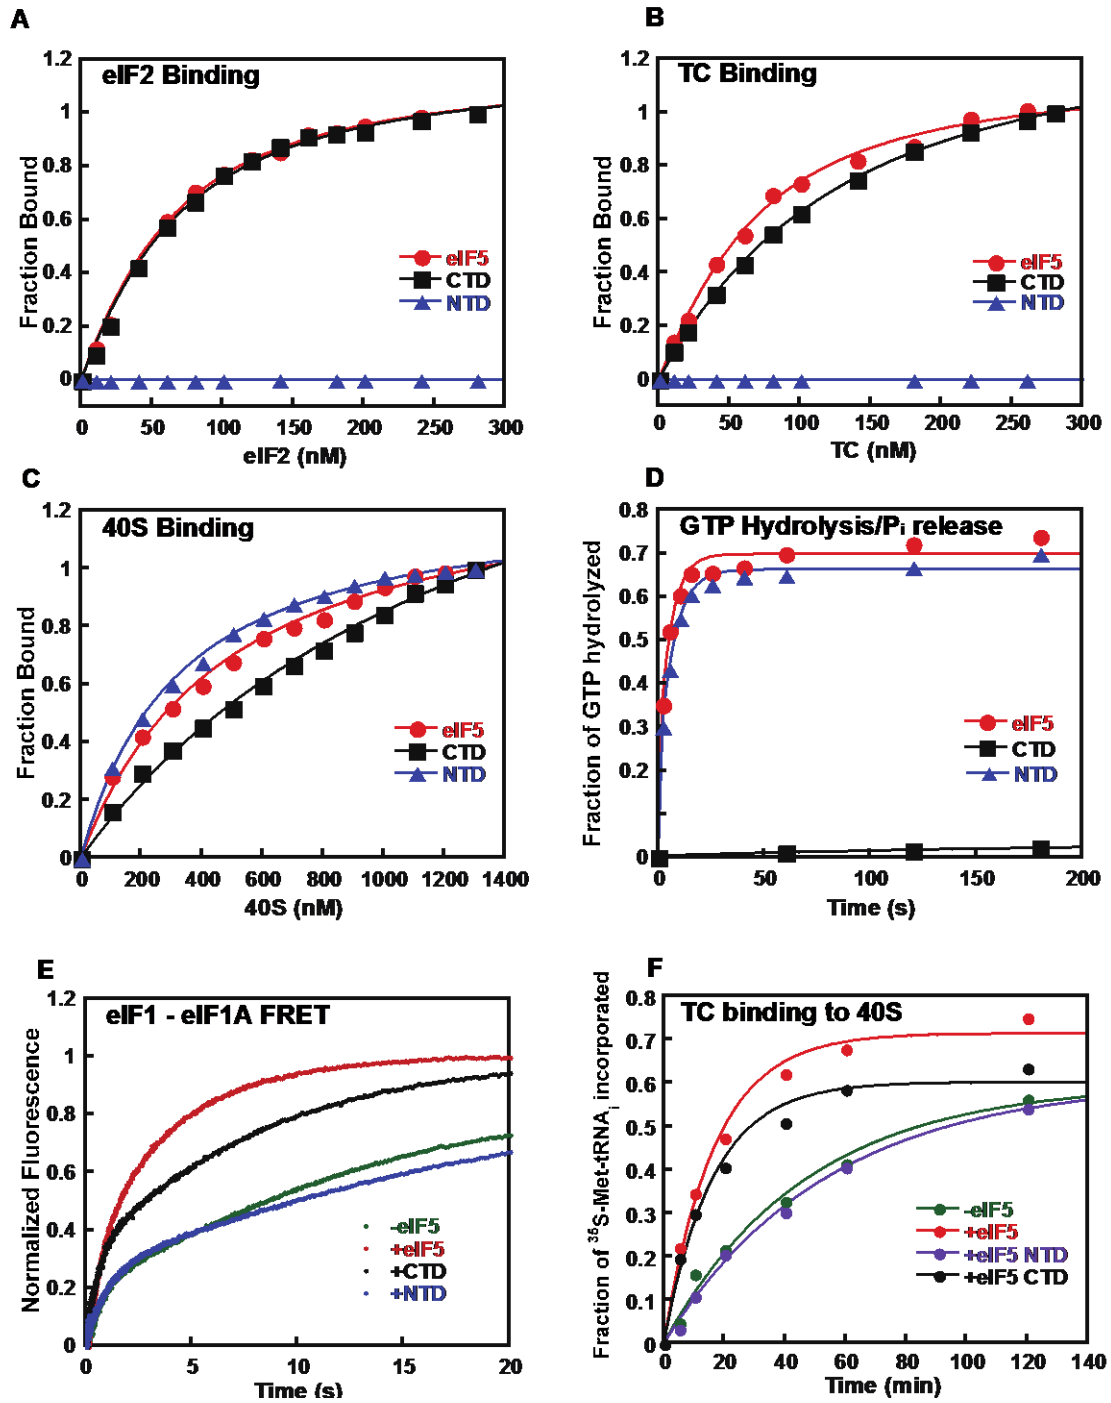 A
eIF2 Binding
Fraction Bound
1.2
1
0.8
0.6
0.4
0.2
0
eIF5
CTD
NTD
0 50 100 150 200 250 300
eIF2 (nM)
B
TC Binding
Fraction Bound
1.2
1
0.8
0.6
0.4
0.2
0
eIF5
CTD
NTD
0 50 100 150 200 250 300
TC (nM)
C
40S Binding
Fraction Bound
1.2
1
0.8
0.6
0.4
0.2
0
eIF5
CTD
NTD
0 200 400 600 800 1000 1200 1400
40S (nM)
D
GTP Hydrolysis/Pi release
Fraction of GTP hydrolyzed
0.8
0.7
0.6
0.5
0.4
0.3
0.2
0
eIF5
CTD
NTD
0 50 100 150 200
Time (s)
E
eIF1 - eIF1A FRET
Normalized Fluorescence
1.2
1
0.8
0.6
0.4
0.2
0
-eIF5
+eIF5
+CTD
+NTD
0 5 10 15 20
Time (s)
F
TC binding to 40S
Fraction of 35S-Met-tRNAi incorporated
0.8
0.7
0.6
0.5
0.4
0.3
0.2
0.1
0
-eIF5
+eIF5
+eIF5 NTD
+eIF5 CTD
0 20 40 60 80 100 120 140
Time (min)